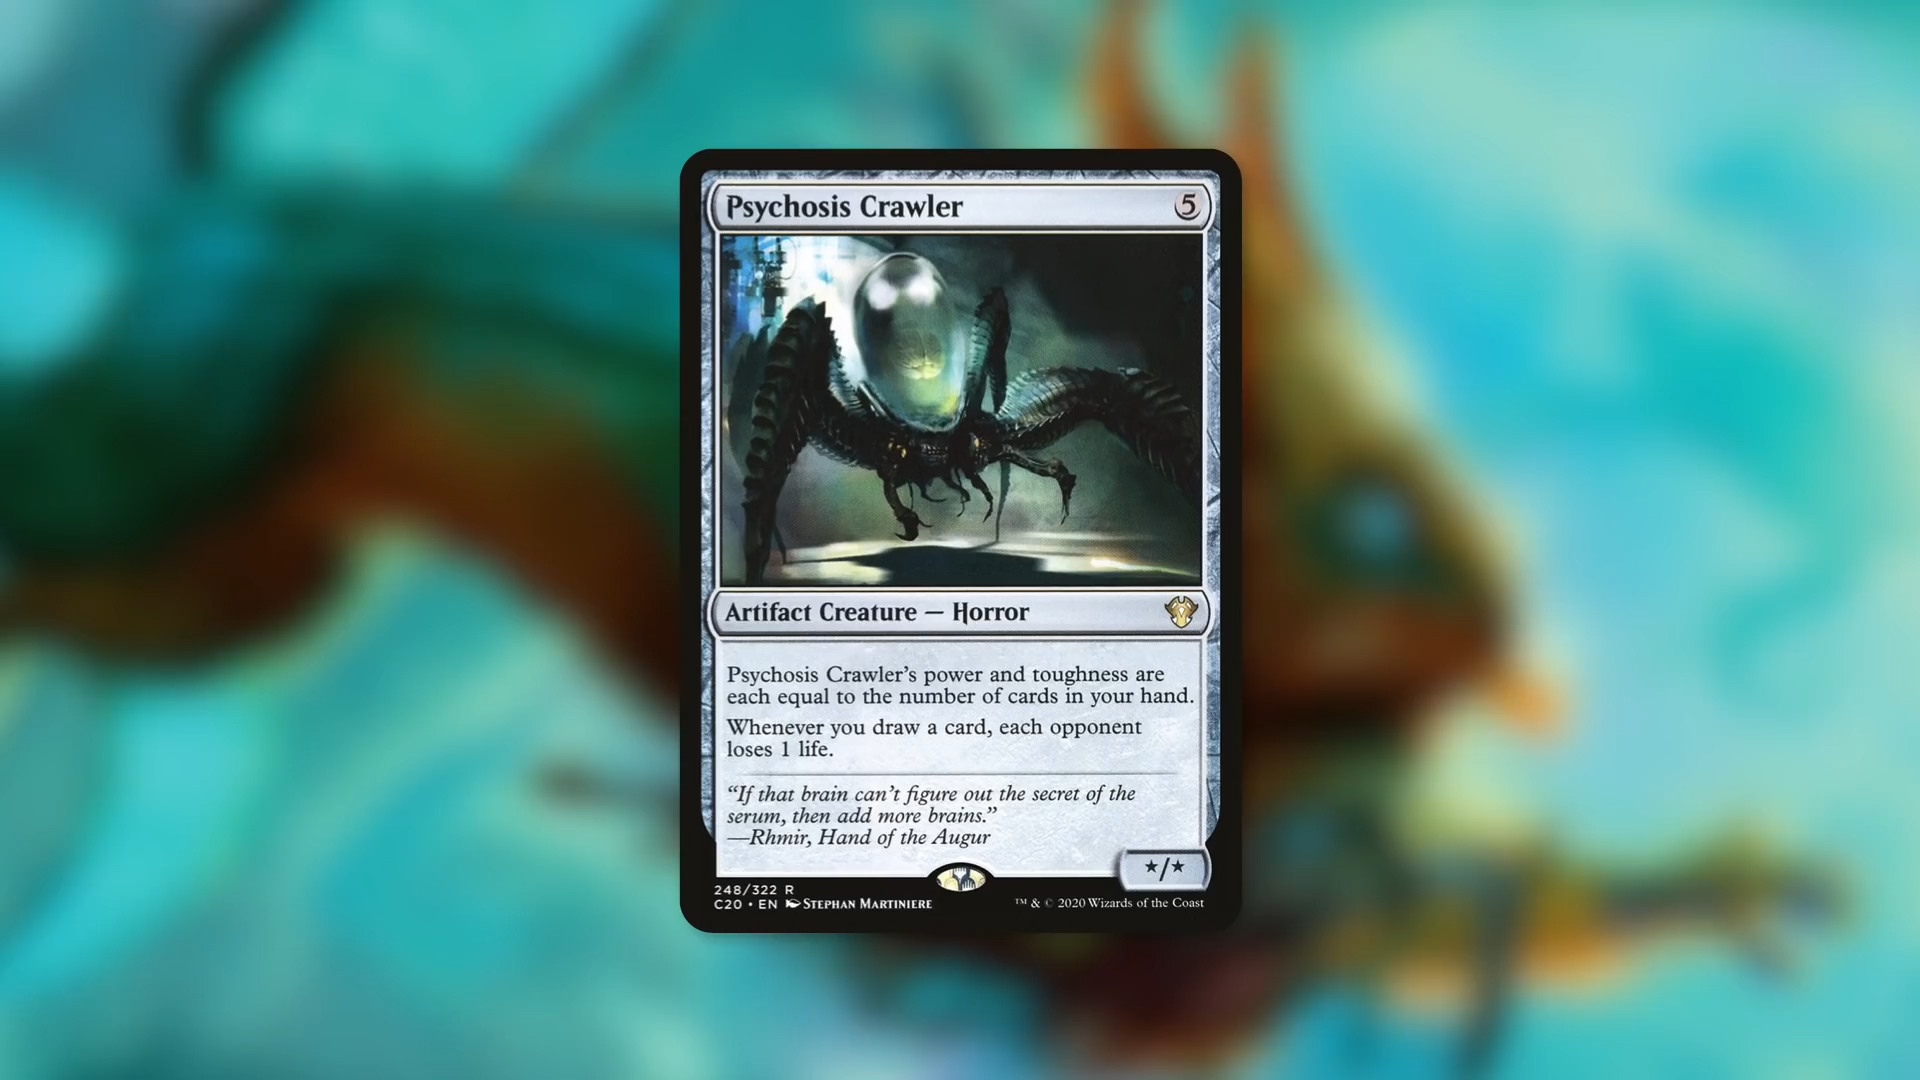 Psychosis Crawler 5
Artifact Creature — Horror
Psychosis Crawler’s power and toughness are
each equal to the number of cards in your hand.
Whenever you draw a card, each opponent
loses 1 life.
“If that brain can’t figure out the secret of the
serum, then add more brains.”
—Rhmir, Hand of the Augur
★/★
248/322 R
C20 • EN STEPHAN MARTINIERE
™ & © 2020 Wizards of the Coast